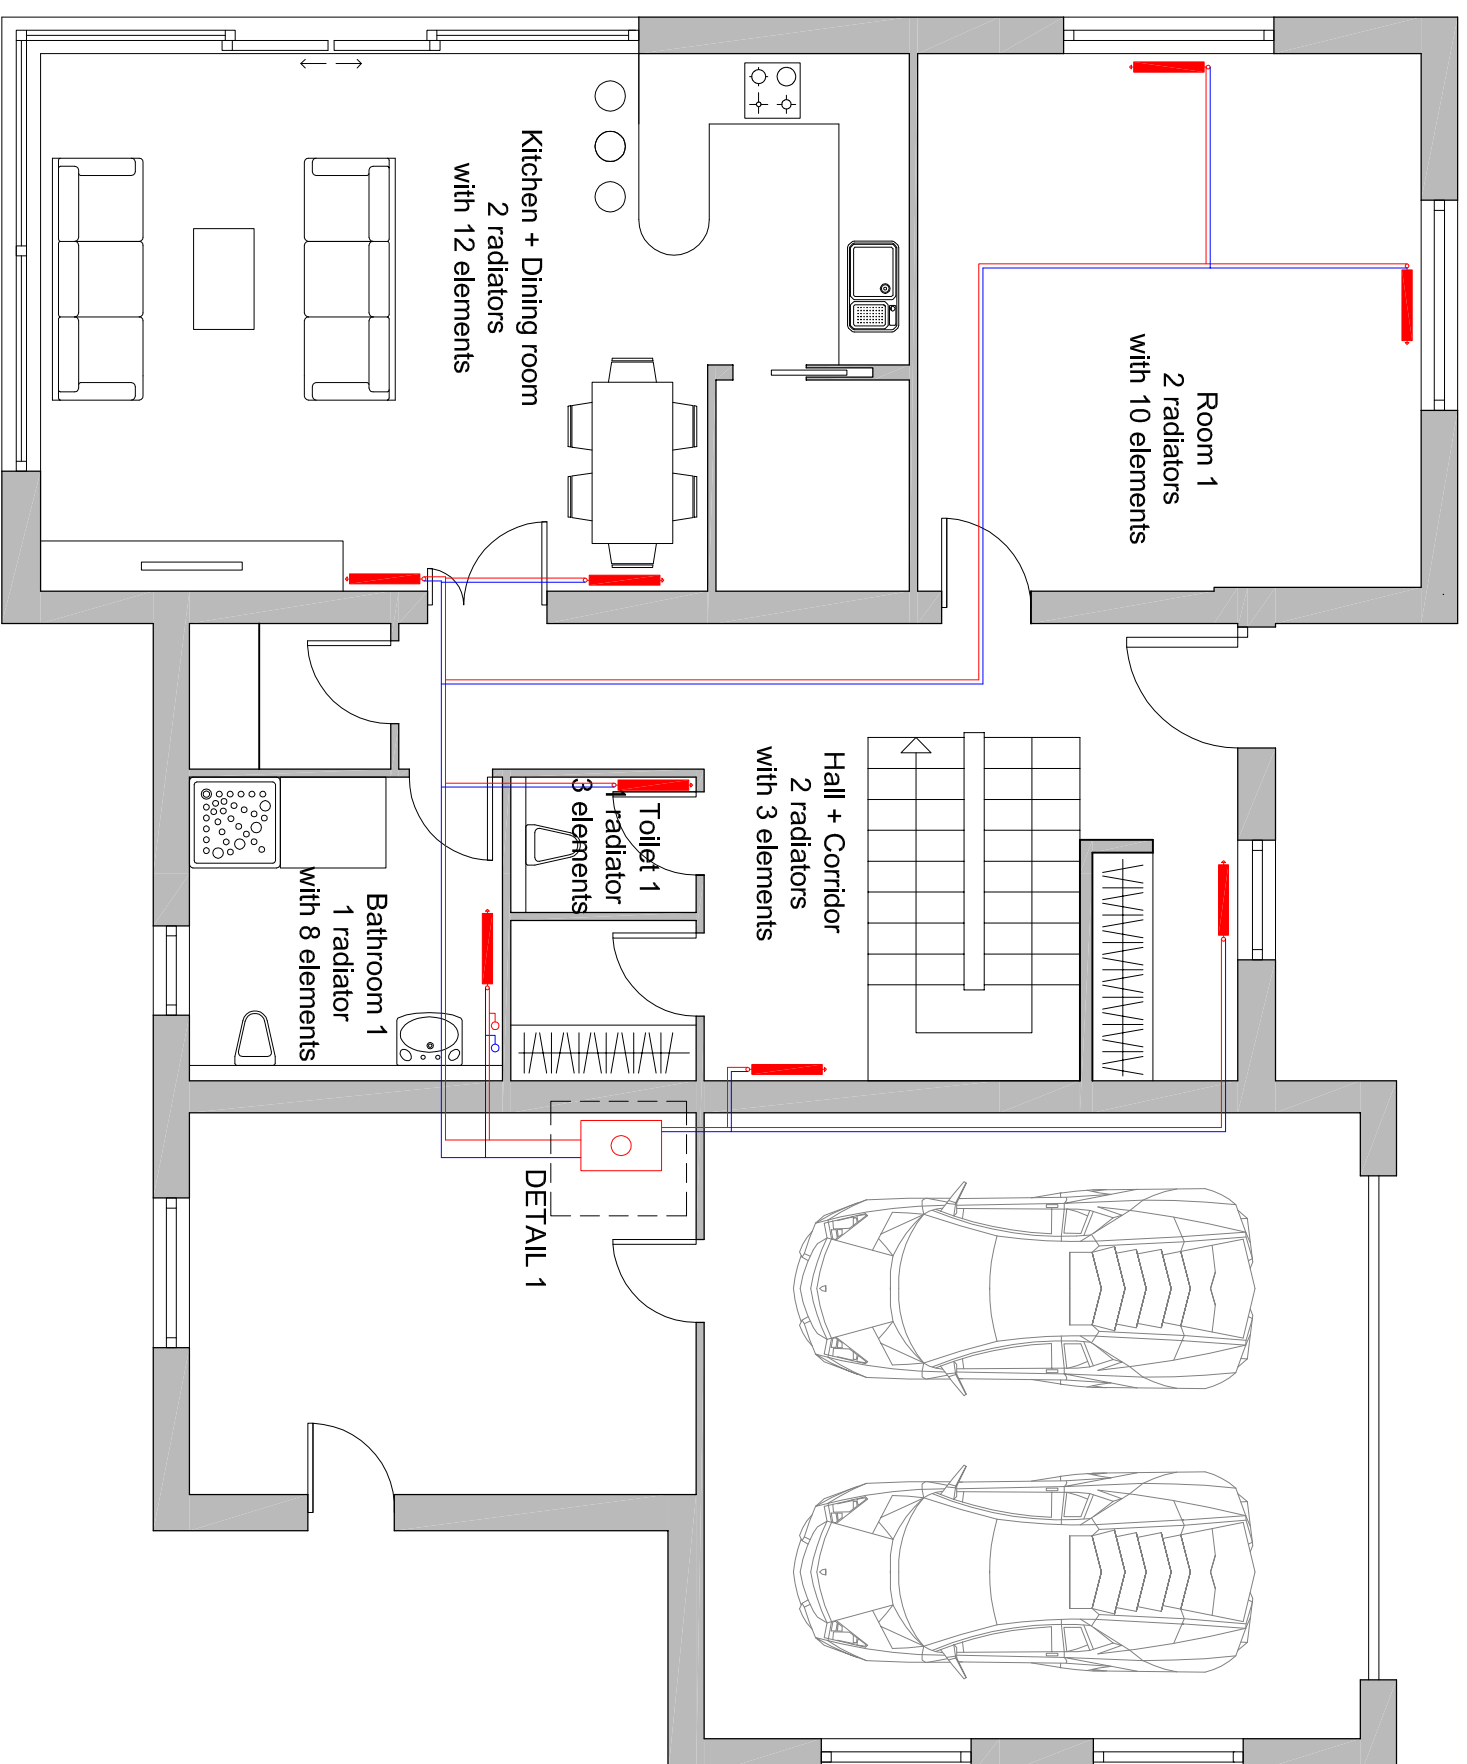 Kitchen + Dining room
2 radiators
with 12 elements
Room 1
2 radiators
with 10 elements
Hall + Corridor
2 radiators
with 3 elements
Toilet 1
1 radiator
3 elements
Bathroom 1
1 radiator
with 8 elements
DETAIL 1